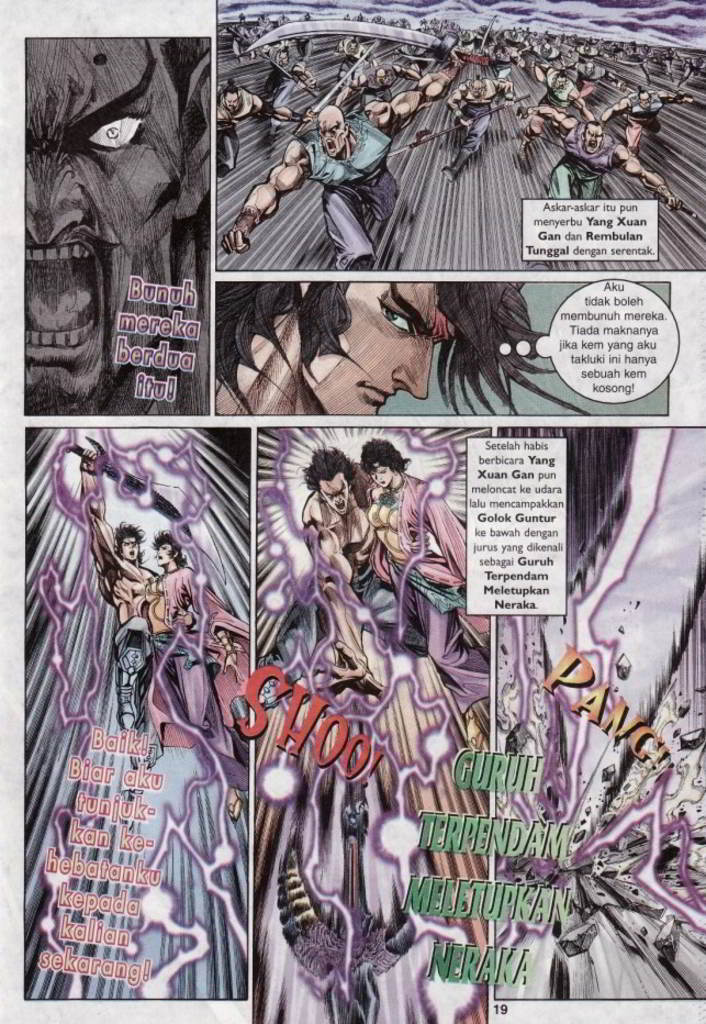 Bunuh
mereka
berdua
itu!
Askar-askar itu pun
menyerbu Yang Xuan
Gan dan Rembulan
Tunggal dengan serentak.
Aku
tidak boleh
membunuh mereka.
Tiada maknanya
jika kem yang aku
takluki ini hanya
sebuah kem
kosong!
Baik!
Biar aku
tunjuk-
kan ke-
hebatanku
kepada
kalian
sekarang!
Setelah habis
berbicara Yang
Xuan Gan pun
meloncat ke udara
lalu mencampakkan
Golok Guntur
ke bawah dengan
jurus yang dikenali
sebagai Guruh
Terpendam
Meletupkan
Neraka.
SHOO!
PANG!
GURUH
TERPENDAM
MELETUPKAN
NERAKA
19